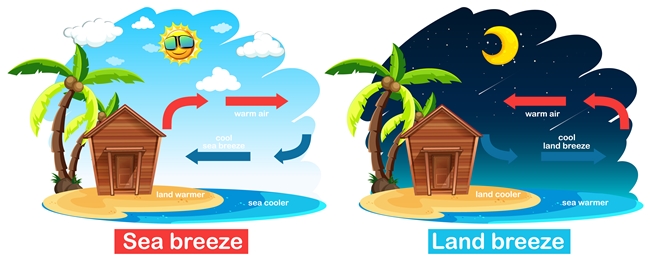 warm air
cool
sea breeze
land warmer
sea cooler
Sea breeze
warm air
cool
land breeze
land cooler
sea warmer
Land breeze